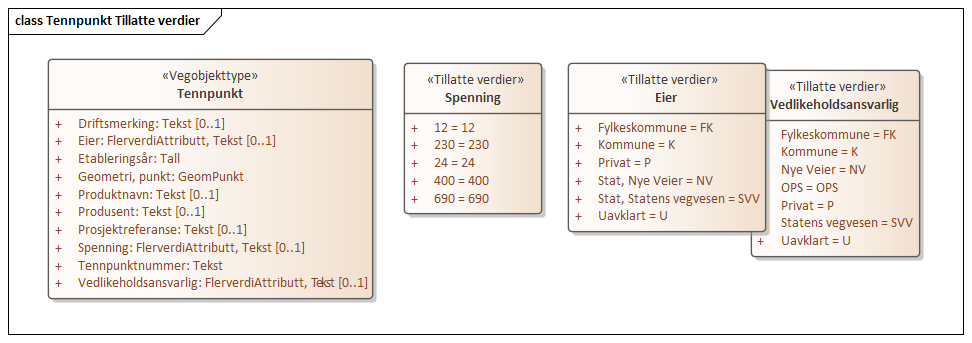 class Tennpunkt Tillatte verdier
«Vegobjekttype»
Tennpunkt
+ Driftsmerking: Tekst [0..1]
+ Eier: FlerverdiAttributt, Tekst [0..1]
+ Etableringsår: Tall
+ Geometri, punkt: GeomPunkt
+ Produktnavn: Tekst [0..1]
+ Produsent: Tekst [0..1]
+ Prosjektreferanse: Tekst [0..1]
+ Spenning: FlerverdiAttributt, Tekst [0..1]
+ Tennpunktnummer: Tekst
+ Vedlikeholdsansvarlig: FlerverdiAttributt, Tekst [0..1]
«Tillatte verdier»
Spenning
+ 12 = 12
+ 230 = 230
+ 24 = 24
+ 400 = 400
+ 690 = 690
«Tillatte verdier»
Eier
+ Fylkeskommune = FK
+ Kommune = K
+ Privat = P
+ Stat, Nye Veier = NV
+ Stat, Statens vegvesen = SVV
+ Uavklart = U
«Tillatte verdier»
Vedlikeholdsansvarlig
Fylkeskommune = FK
Kommune = K
Nye Veier = NV
OPS = OPS
Privat = P
Statens vegvesen = SVV
+ Uavklart = U